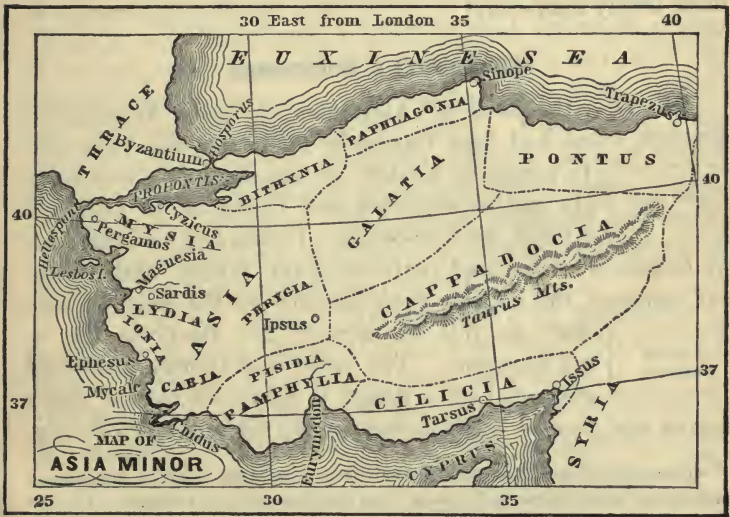 30 East from London 35 40
EUXINE SEA
Sinope
Trapezus
THRACE
Bosporus
Byzantium
PAPHLAGONIA
PONTUS
PROPONTIS
BITHYNIA
GALATIA
40
40
Hellespont
Cyzicus
MYSIA
Pergamos
Lesbos I.
Magnesia
Sardis
LYDIA
IONIA
ASIA
PHRYGIA
Ipsus
CAPPADOCIA
Taurus Mts.
Ephesus
Mycale
CARIA
PISIDIA
PAMPHYLIA
CILICIA
Issus
Tarsus
37
37
Cnidus
Eurymedon
CYPRUS
SYRIA
MAP OF
ASIA MINOR
25 30 35